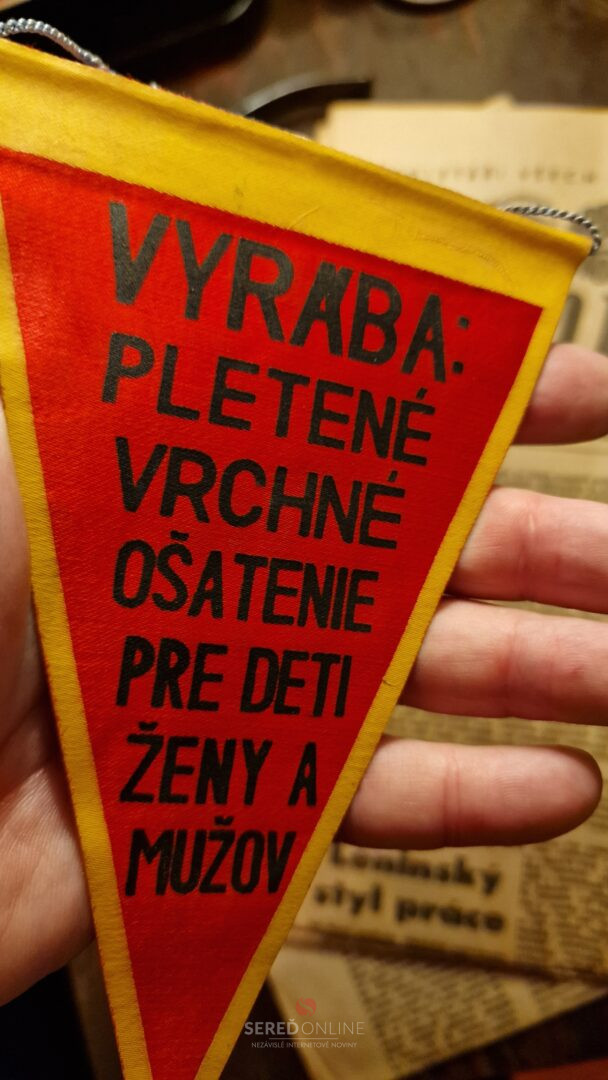 VYRÁBA:
PLETENÉ
VRCHNÉ
OŠATENIE
PRE DETI
ŽENY A
MUŽOV
Leninský
styl práce
SEREĎONLINE
NEZÁVISLÉ INTERNETOVÉ NOVINY